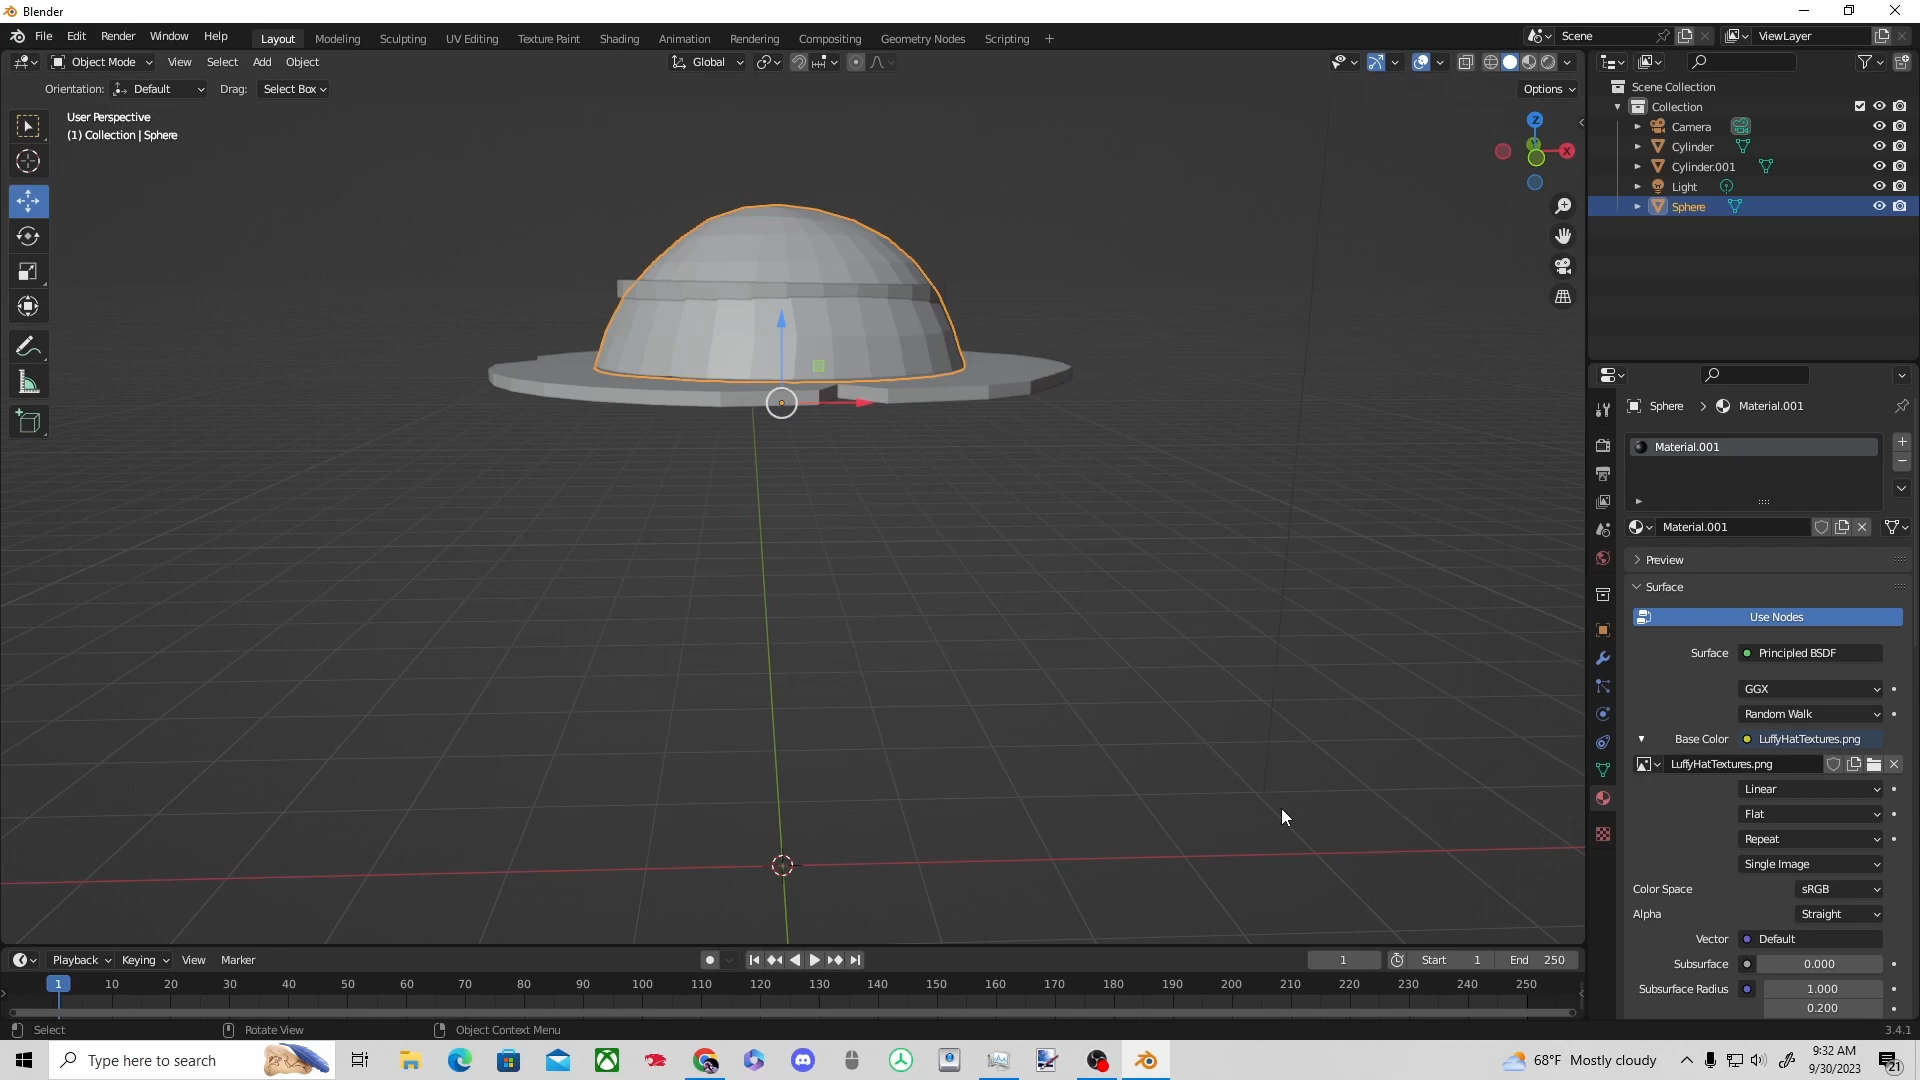 Blender
File Edit Render Window Help Layout Modeling Sculpting UV Editing Texture Paint Shading Animation Rendering Compositing Geometry Nodes Scripting + Scene ViewLayer
Object Mode View Select Add Object Global
Orientation: Default Drag: Select Box Options
User Perspective
(1) Collection | Sphere
Z
X
Scene Collection
Collection
Camera
Cylinder
Cylinder.001
Light
Sphere
Sphere > Material.001
Material.001
Material.001
Preview
Surface
Use Nodes
Surface Principled BSDF
GGX
Random Walk
Base Color LuffyHatTextures.png
LuffyHatTextures.png
Linear
Flat
Repeat
Single Image
Color Space sRGB
Alpha Straight
Vector Default
Subsurface 0.000
Subsurface Radius 1.000
0.200
Playback Keying View Marker 1 Start 1 End 250
1 10 20 30 40 50 60 70 80 90 100 110 120 130 140 150 160 170 180 190 200 210 220 230 240 250
Select Rotate View Object Context Menu 3.4.1
Type here to search 68°F Mostly cloudy 9:32 AM
9/30/2023 21